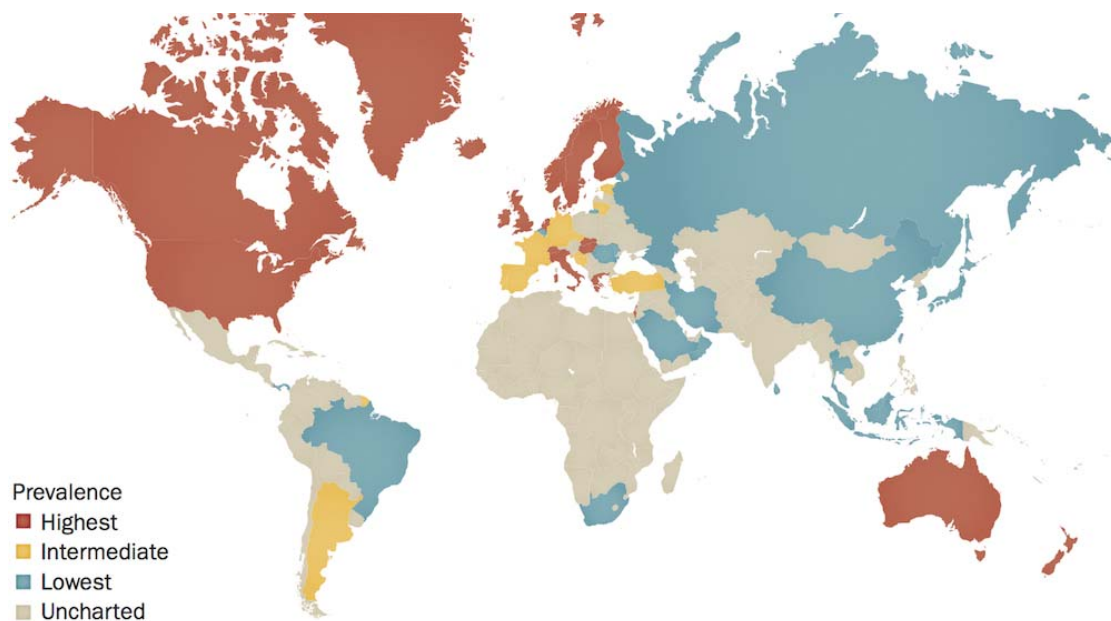 Prevalence
Highest
Intermediate
Lowest
Uncharted